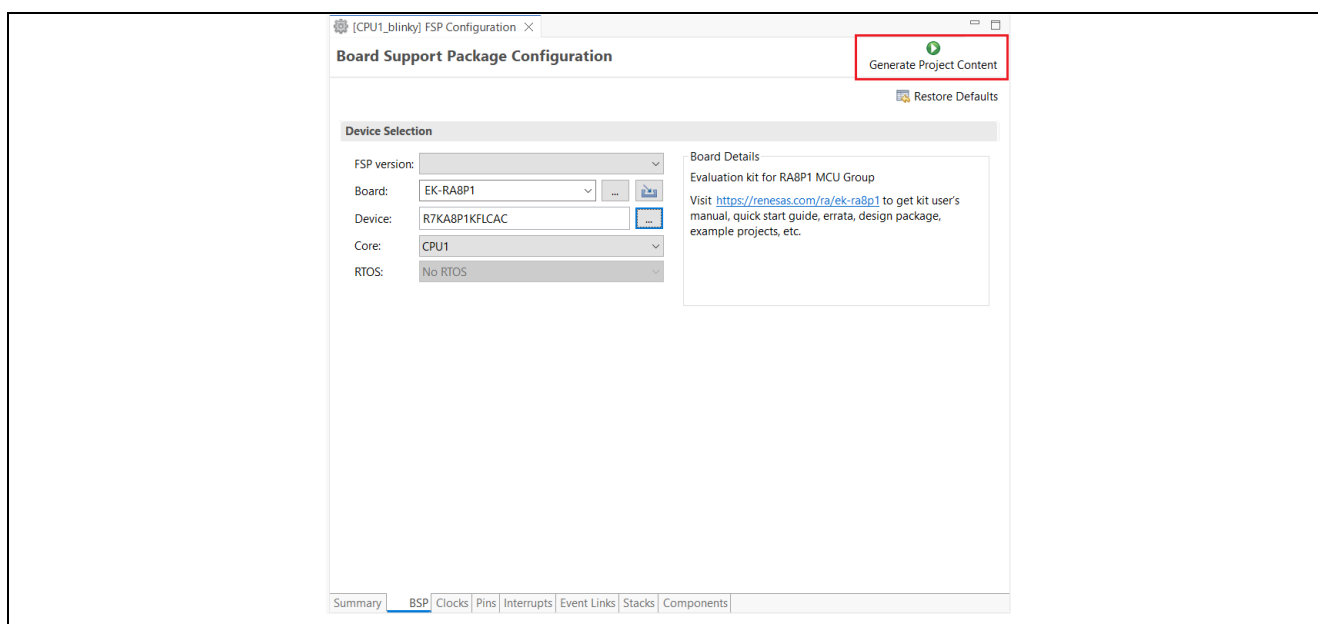 [CPU1_blinky] FSP Configuration
Board Support Package Configuration
Generate Project Content
Restore Defaults
Device Selection
FSP version:
Board: EK-RA8P1 ...
Device: R7KA8P1KFLCAC ...
Core: CPU1
RTOS: No RTOS
Board Details
Evaluation kit for RA8P1 MCU Group
Visit https://renesas.com/ra/ek-ra8p1 to get kit user's
manual, quick start guide, errata, design package,
example projects, etc.
Summary BSP Clocks Pins Interrupts Event Links Stacks Components